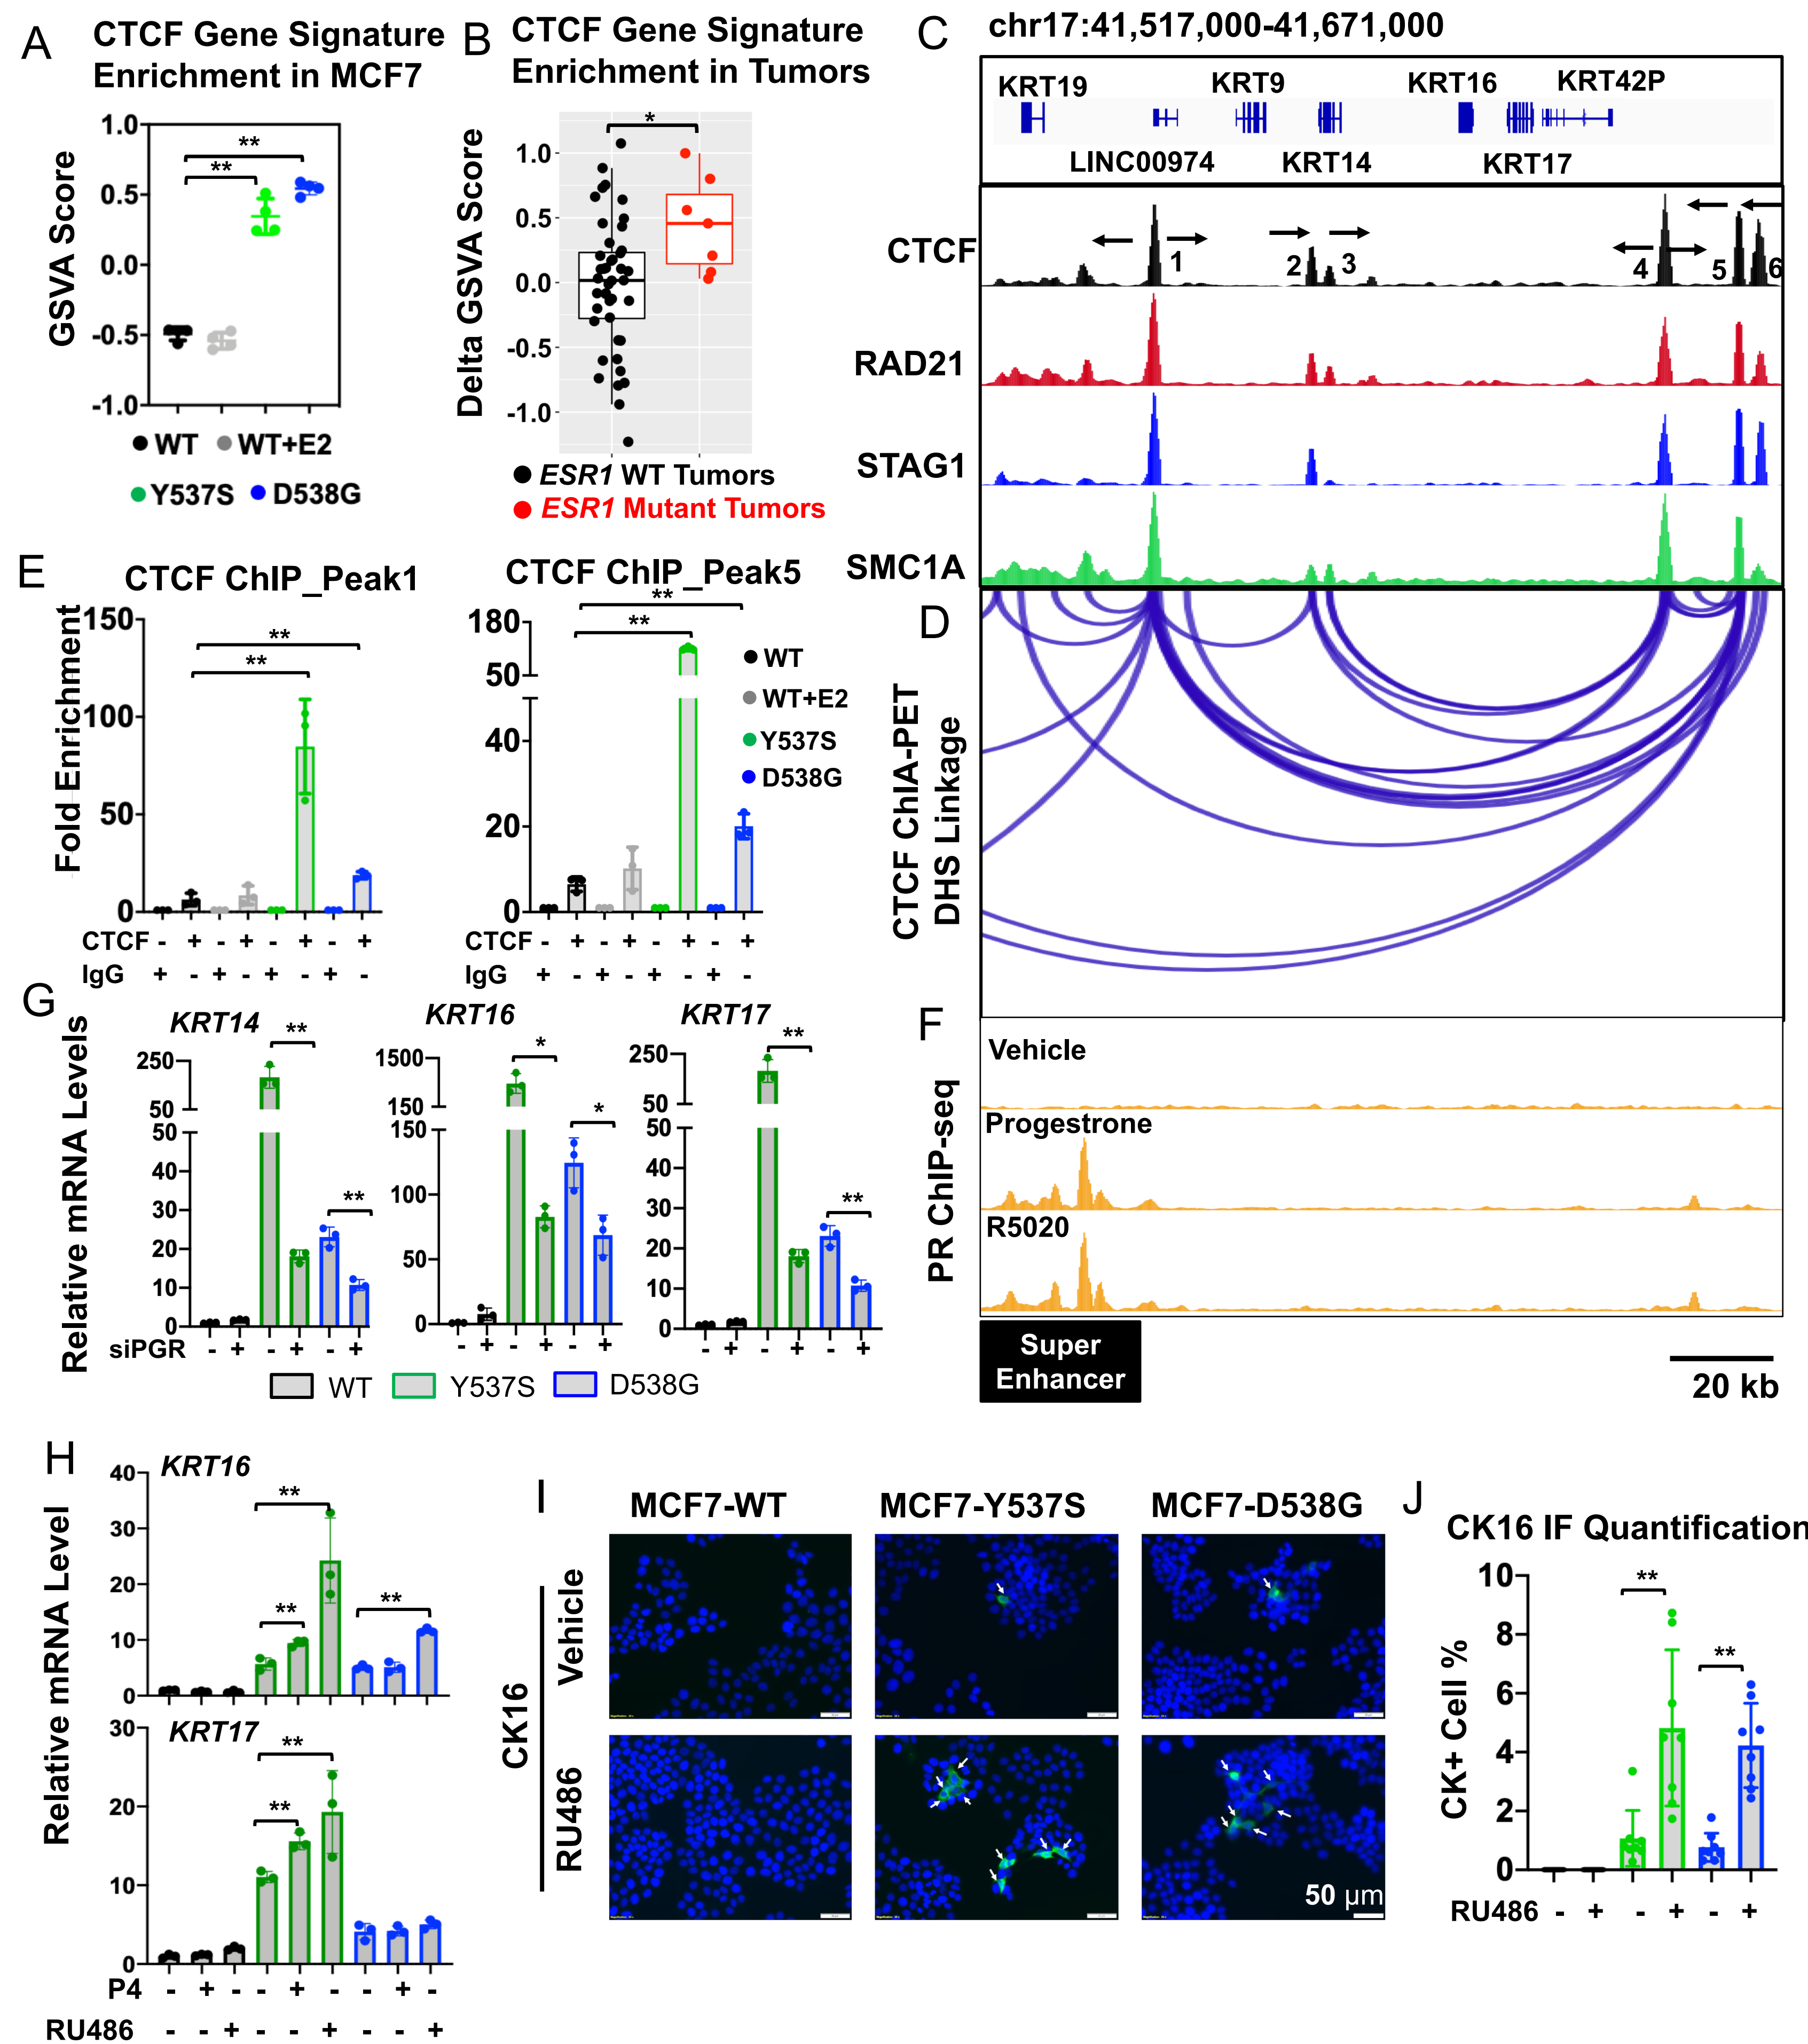 A
CTCF Gene Signature
Enrichment in MCF7
GSVA Score
1.0
0.5
0.0
-0.5
-1.0
**
**
WT
WT+E2
Y537S
D538G
B
CTCF Gene Signature
Enrichment in Tumors
Delta GSVA Score
1.0
0.5
0.0
-0.5
-1.0
*
ESR1 WT Tumors
ESR1 Mutant Tumors
C
chr17:41,517,000-41,671,000
KRT19
KRT9
KRT16
KRT42P
LINC00974
KRT14
KRT17
CTCF
1
2
3
4
5
6
RAD21
STAG1
SMC1A
D
CTCF ChIA-PET
DHS Linkage
E
CTCF ChIP_Peak1
Fold Enrichment
150
100
50
0
**
**
CTCF - + - + - + - +
IgG + - + - + - + -
CTCF ChIP_Peak5
180
50
40
20
0
**
**
WT
WT+E2
Y537S
D538G
CTCF - + - + - + - +
IgG + - + - + - + -
F
PR ChIP-seq
Vehicle
Progestrone
R5020
Super
Enhancer
20 kb
G
Relative mRNA Levels
KRT14
250
50
50
40
30
20
10
0
**
**
siPGR - + - + - +
KRT16
1500
150
150
100
50
0
*
*
- + - + - +
KRT17
250
50
50
40
30
20
10
0
**
**
- + - + - +
WT
Y537S
D538G
H
Relative mRNA Level
KRT16
40
30
20
10
0
**
**
**
KRT17
30
20
10
0
**
**
P4 - + - - + - - + -
RU486 - - + - - + - - +
I
MCF7-WT
MCF7-Y537S
MCF7-D538G
CK16
Vehicle
RU486
50 µm
J
CK16 IF Quantification
CK+ Cell %
10
8
6
4
2
0
**
**
RU486 - + - + - +